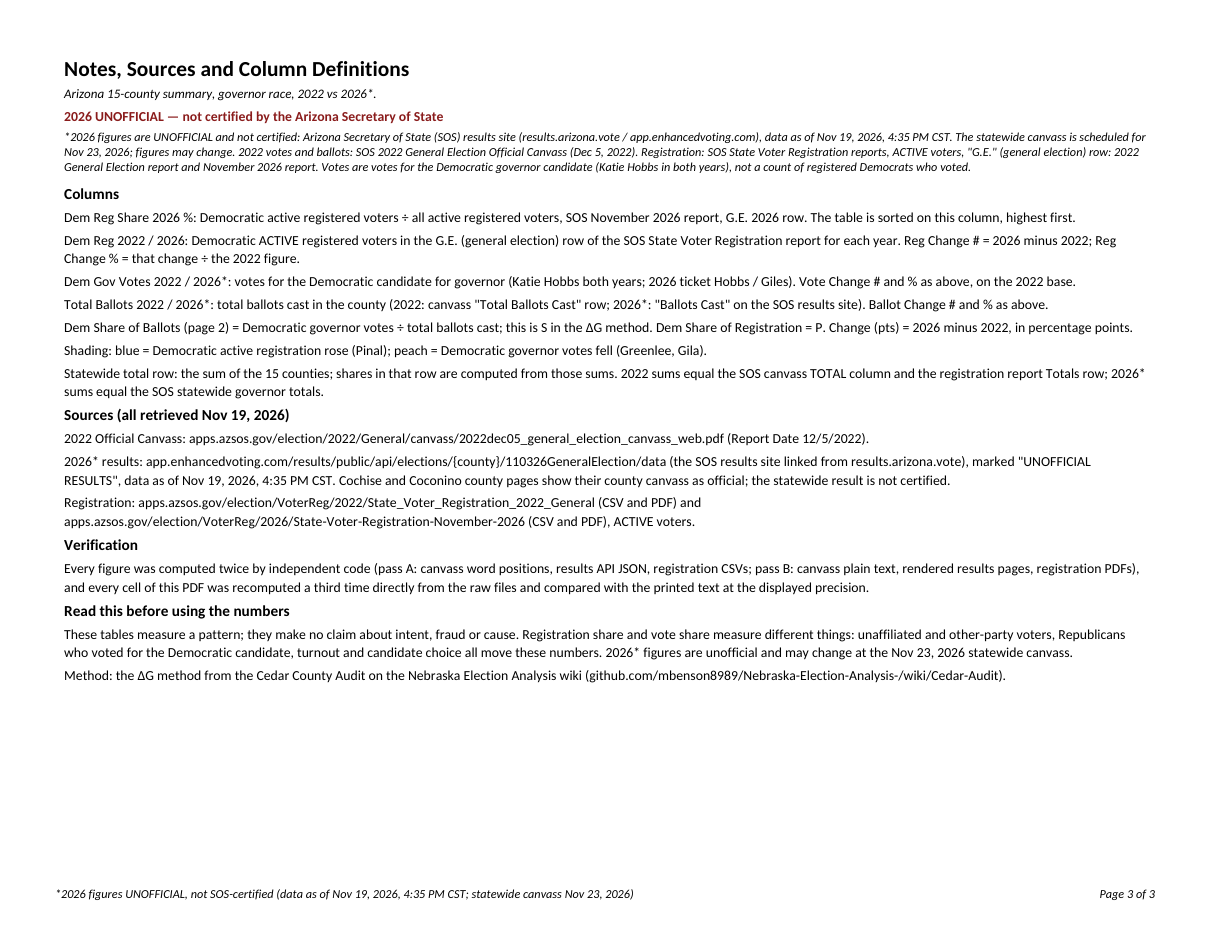 Notes, Sources and Column Definitions
Arizona 15-county summary, governor race, 2022 vs 2026*.
2026 UNOFFICIAL — not certified by the Arizona Secretary of State
*2026 figures are UNOFFICIAL and not certified: Arizona Secretary of State (SOS) results site (results.arizona.vote / app.enhancedvoting.com), data as of Nov 19, 2026, 4:35 PM CST. The statewide canvass is scheduled for
Nov 23, 2026; figures may change. 2022 votes and ballots: SOS 2022 General Election Official Canvass (Dec 5, 2022). Registration: SOS State Voter Registration reports, ACTIVE voters, "G.E." (general election) row: 2022
General Election report and November 2026 report. Votes are votes for the Democratic governor candidate (Katie Hobbs in both years), not a count of registered Democrats who voted.
Columns
Dem Reg Share 2026 %: Democratic active registered voters ÷ all active registered voters, SOS November 2026 report, G.E. 2026 row. The table is sorted on this column, highest first.
Dem Reg 2022 / 2026: Democratic ACTIVE registered voters in the G.E. (general election) row of the SOS State Voter Registration report for each year. Reg Change # = 2026 minus 2022; Reg
Change % = that change ÷ the 2022 figure.
Dem Gov Votes 2022 / 2026*: votes for the Democratic candidate for governor (Katie Hobbs both years; 2026 ticket Hobbs / Giles). Vote Change # and % as above, on the 2022 base.
Total Ballots 2022 / 2026*: total ballots cast in the county (2022: canvass "Total Ballots Cast" row; 2026*: "Ballots Cast" on the SOS results site). Ballot Change # and % as above.
Dem Share of Ballots (page 2) = Democratic governor votes ÷ total ballots cast; this is S in the ΔG method. Dem Share of Registration = P. Change (pts) = 2026 minus 2022, in percentage points.
Shading: blue = Democratic active registration rose (Pinal); peach = Democratic governor votes fell (Greenlee, Gila).
Statewide total row: the sum of the 15 counties; shares in that row are computed from those sums. 2022 sums equal the SOS canvass TOTAL column and the registration report Totals row; 2026*
sums equal the SOS statewide governor totals.
Sources (all retrieved Nov 19, 2026)
2022 Official Canvass: apps.azsos.gov/election/2022/General/canvass/2022dec05_general_election_canvass_web.pdf (Report Date 12/5/2022).
2026* results: app.enhancedvoting.com/results/public/api/elections/{county}/110326GeneralElection/data (the SOS results site linked from results.arizona.vote), marked "UNOFFICIAL
RESULTS", data as of Nov 19, 2026, 4:35 PM CST. Cochise and Coconino county pages show their county canvass as official; the statewide result is not certified.
Registration: apps.azsos.gov/election/VoterReg/2022/State_Voter_Registration_2022_General (CSV and PDF) and
apps.azsos.gov/election/VoterReg/2026/State-Voter-Registration-November-2026 (CSV and PDF), ACTIVE voters.
Verification
Every figure was computed twice by independent code (pass A: canvass word positions, results API JSON, registration CSVs; pass B: canvass plain text, rendered results pages, registration PDFs),
and every cell of this PDF was recomputed a third time directly from the raw files and compared with the printed text at the displayed precision.
Read this before using the numbers
These tables measure a pattern; they make no claim about intent, fraud or cause. Registration share and vote share measure different things: unaffiliated and other-party voters, Republicans
who voted for the Democratic candidate, turnout and candidate choice all move these numbers. 2026* figures are unofficial and may change at the Nov 23, 2026 statewide canvass.
Method: the ΔG method from the Cedar County Audit on the Nebraska Election Analysis wiki (github.com/mbenson8989/Nebraska-Election-Analysis-/wiki/Cedar-Audit).
*2026 figures UNOFFICIAL, not SOS-certified (data as of Nov 19, 2026, 4:35 PM CST; statewide canvass Nov 23, 2026)
Page 3 of 3